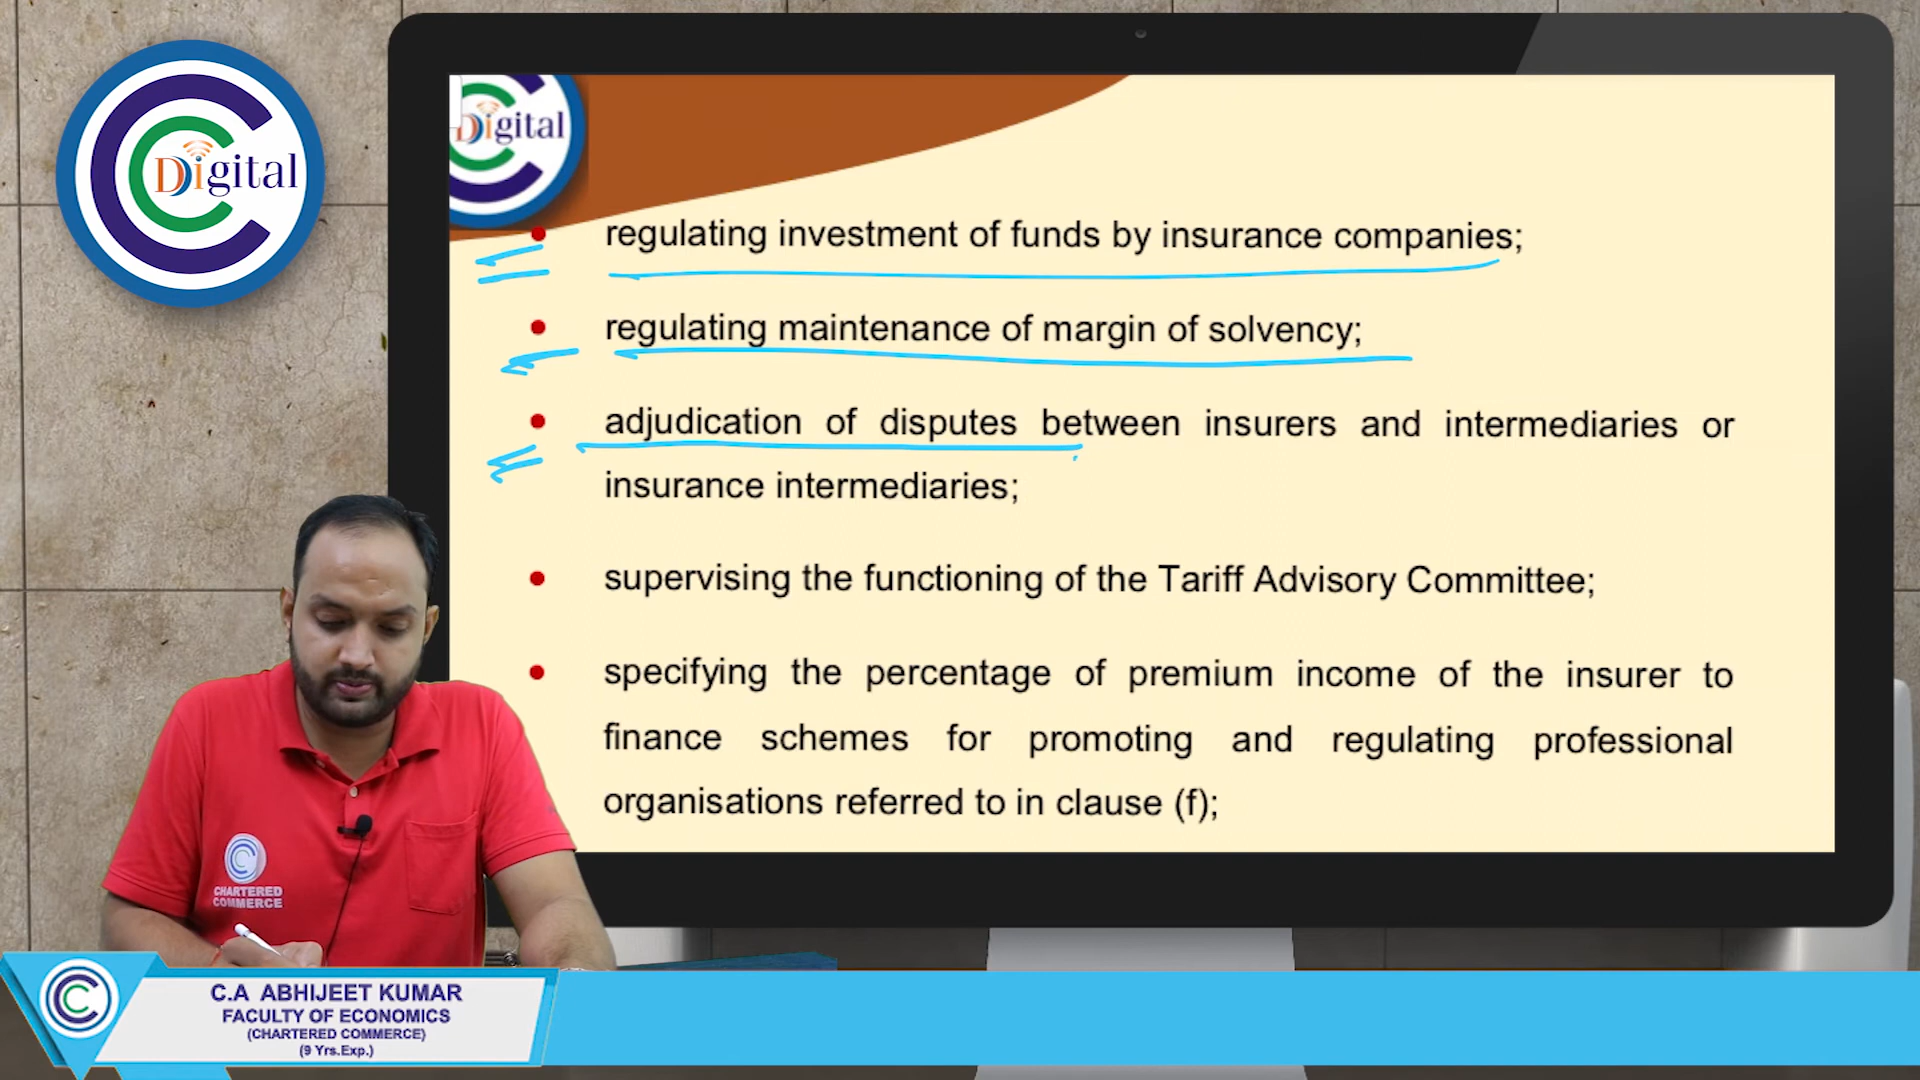 Digital
Digital
regulating investment of funds by insurance companies;
regulating maintenance of margin of solvency;
adjudication of disputes between insurers and intermediaries or
insurance intermediaries;
supervising the functioning of the Tariff Advisory Committee;
specifying the percentage of premium income of the insurer to
finance schemes for promoting and regulating professional
organisations referred to in clause (f);
CHARTERED
COMMERCE
C.A ABHIJEET KUMAR
FACULTY OF ECONOMICS
(CHARTERED COMMERCE)
(9 Yrs.Exp.)